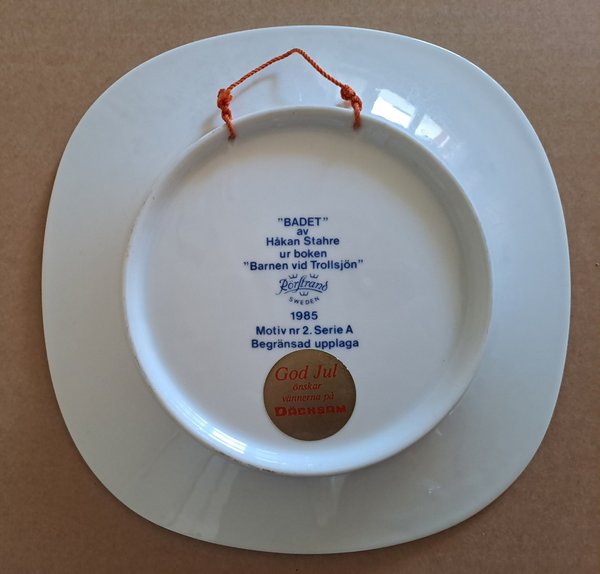 "BADET"
av
Håkan Stahre
ur boken
"Barnen vid Trollsjön"
Rörstrand
SWEDEN
1985
Motiv nr 2. Serie A
Begränsad upplaga
God Jul
önskar
vännerna på
DÄCKSAM